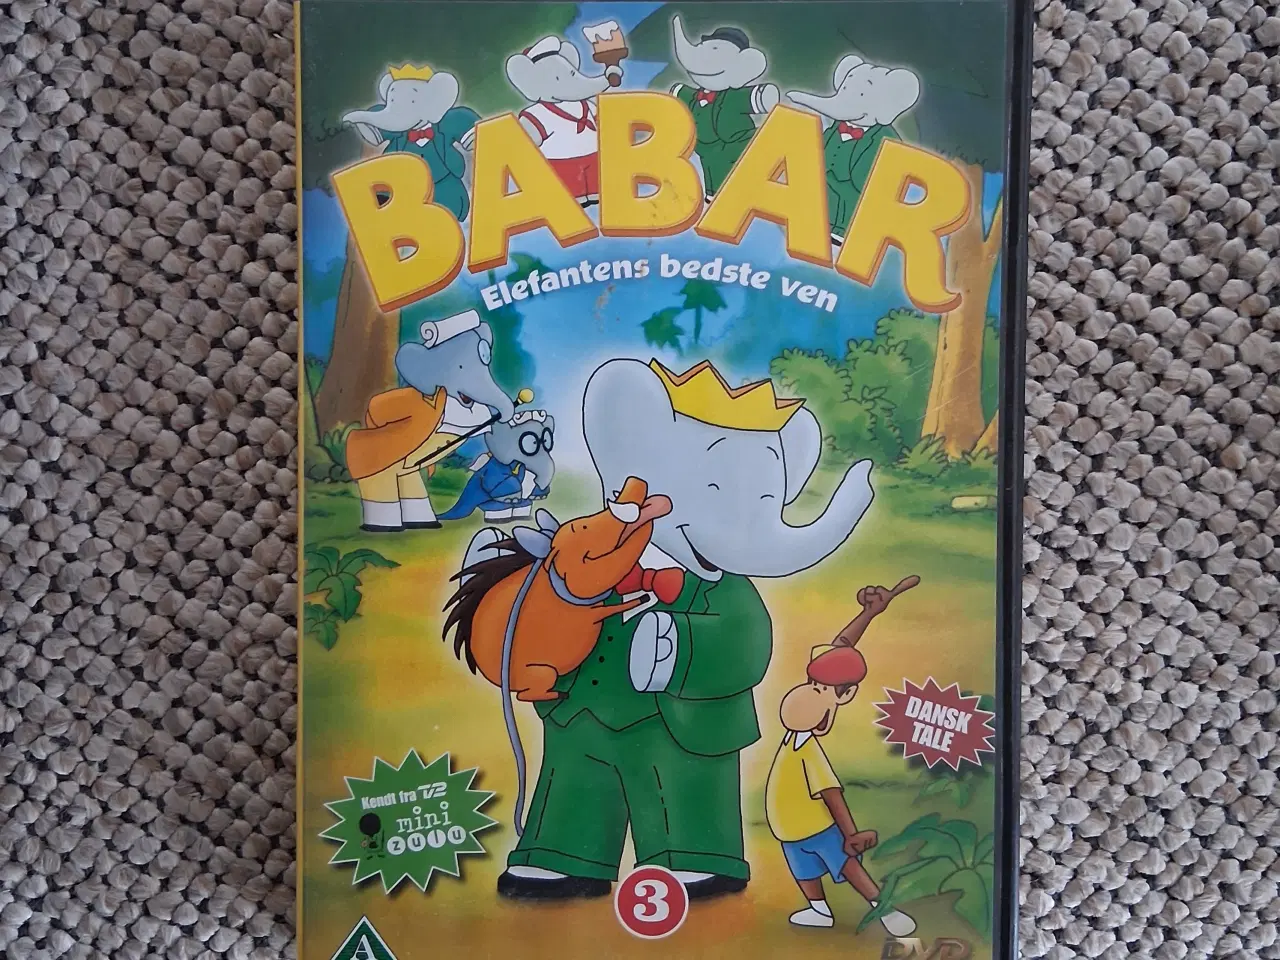 BABAR
Elefantens bedste ven
DANSK
TALE
Kendt fra TV2
mini
zulu
3
A
DVD